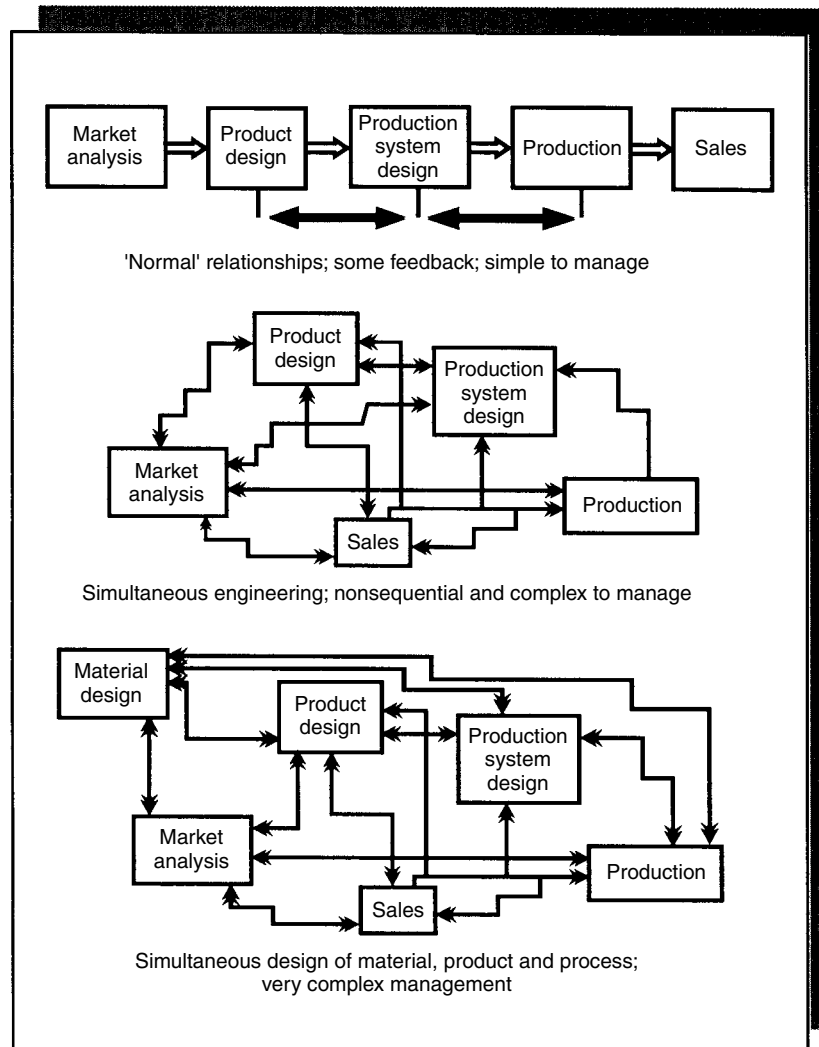 Market
analysis
Product
design
Production
system
design
Production
Sales
'Normal' relationships; some feedback; simple to manage
Product
design
Production
system
design
Market
analysis
Production
Sales
Simultaneous engineering; nonsequential and complex to manage
Material
design
Product
design
Production
system
design
Market
analysis
Production
Sales
Simultaneous design of material, product and process;
very complex management